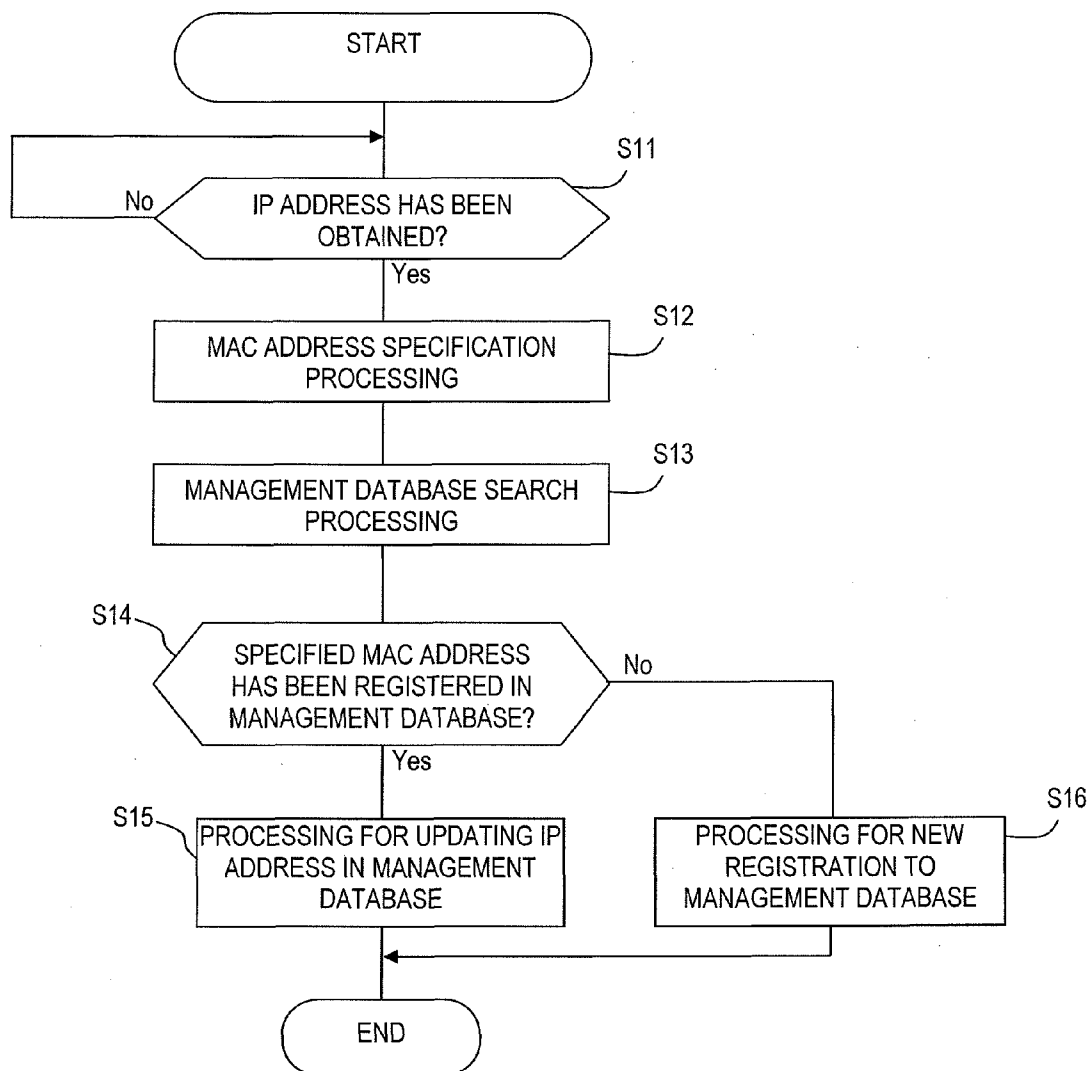 START
S11
No
IP ADDRESS HAS BEEN
OBTAINED?
Yes
S12
MAC ADDRESS SPECIFICATION
PROCESSING
S13
MANAGEMENT DATABASE SEARCH
PROCESSING
S14
SPECIFIED MAC ADDRESS
HAS BEEN REGISTERED IN
MANAGEMENT DATABASE?
No
Yes
S15
PROCESSING FOR UPDATING IP
ADDRESS IN MANAGEMENT
DATABASE
S16
PROCESSING FOR NEW
REGISTRATION TO
MANAGEMENT DATABASE
END